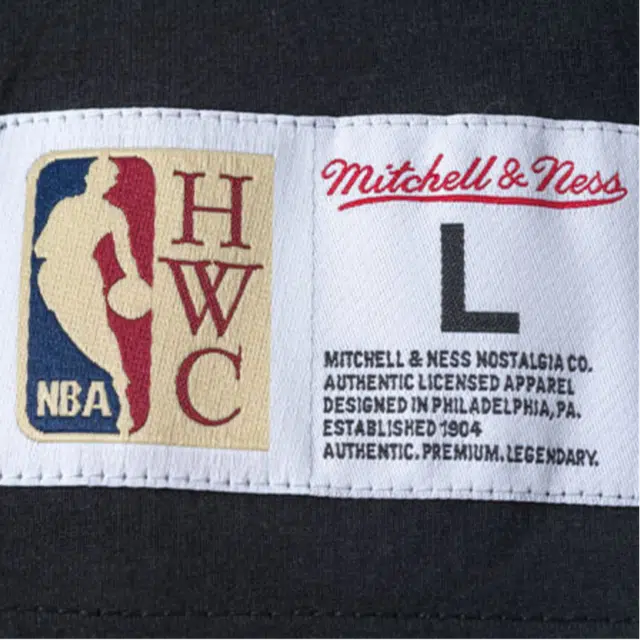 NBA
H
W
C
Mitchell & Ness
L
MITCHELL & NESS NOSTALGIA CO.
AUTHENTIC LICENSED APPAREL
DESIGNED IN PHILADELPHIA, PA.
ESTABLISHED 1904
AUTHENTIC. PREMIUM. LEGENDARY.